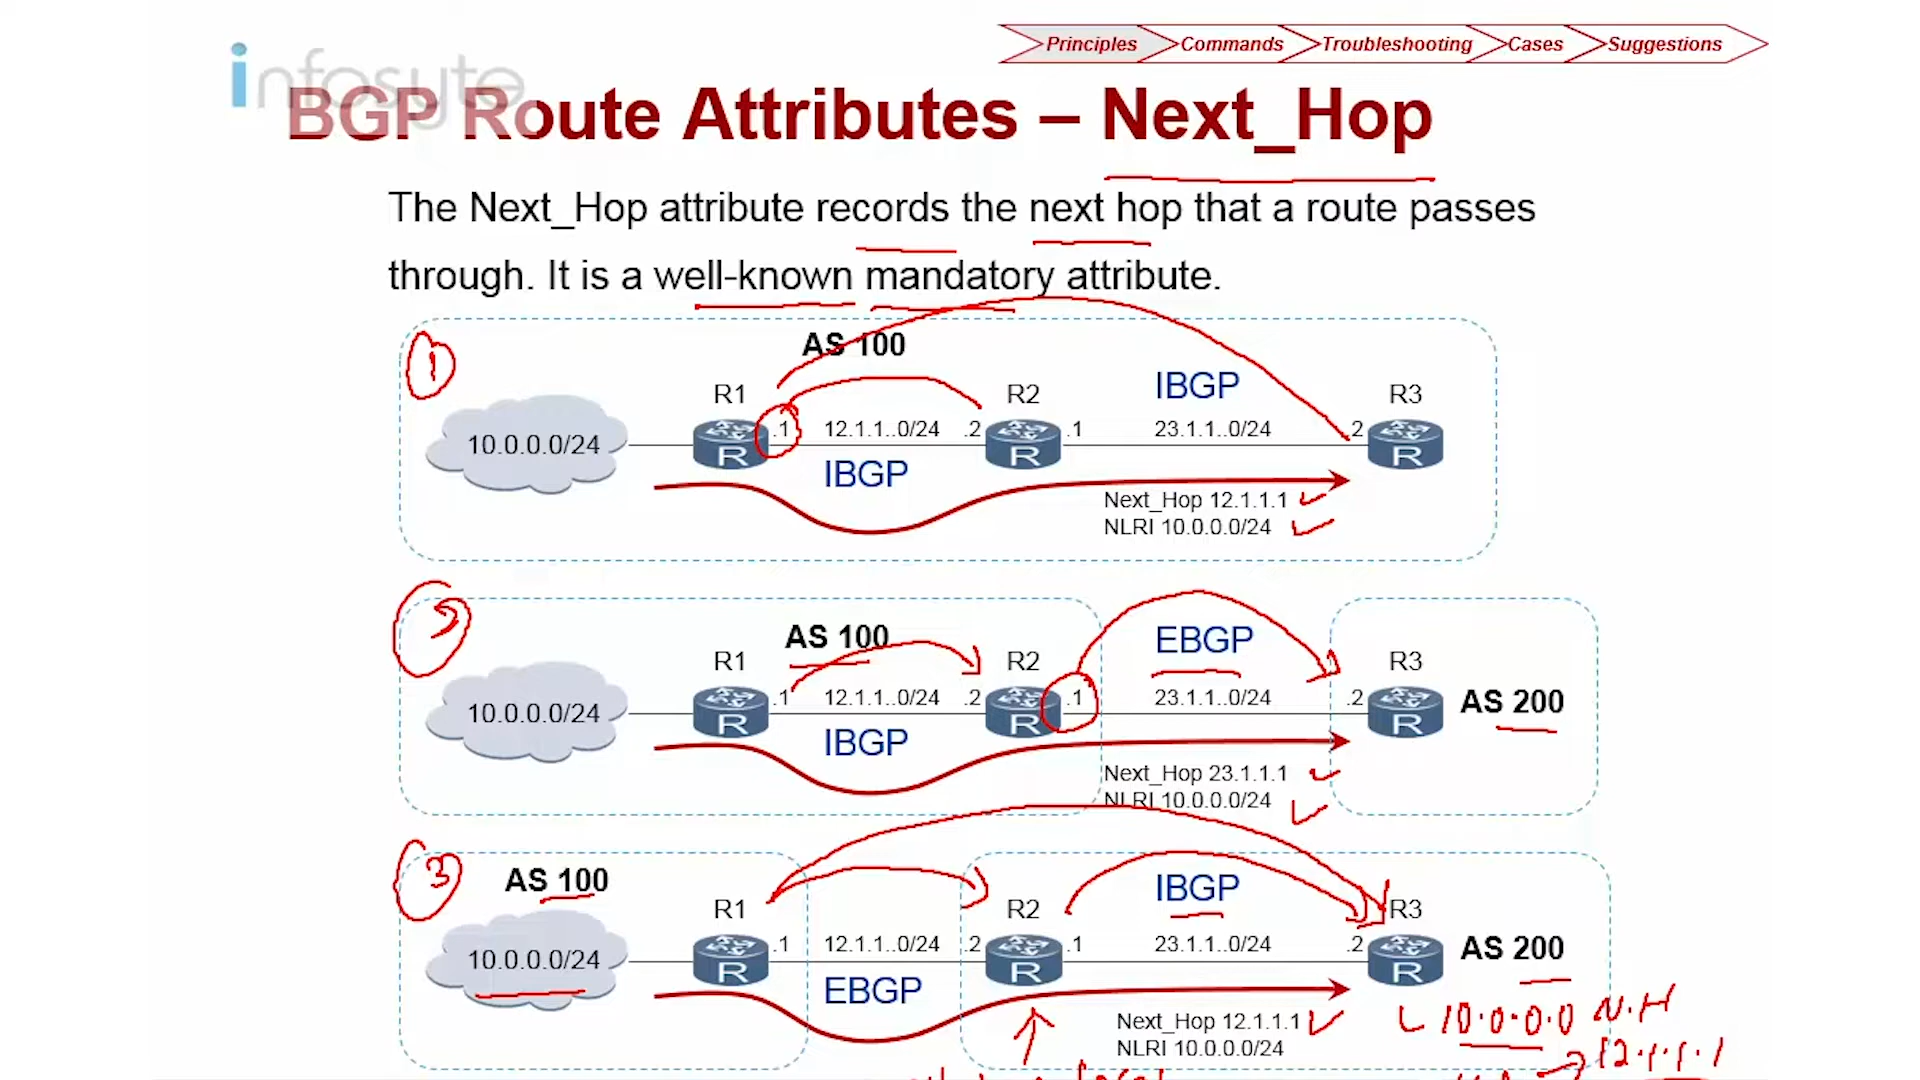 Principles Commands Troubleshooting Cases Suggestions
infosyte
BGP Route Attributes – Next_Hop
The Next_Hop attribute records the next hop that a route passes
through. It is a well-known mandatory attribute.
1
AS 100
R1 R2 IBGP R3
10.0.0.0/24 .1 12.1.1..0/24 .2 .1 23.1.1..0/24 .2
R R R
IBGP
Next_Hop 12.1.1.1
NLRI 10.0.0.0/24
2
AS 100 EBGP
R1 R2 R3
10.0.0.0/24 .1 12.1.1..0/24 .2 .1 23.1.1..0/24 .2 AS 200
R R R
IBGP
Next_Hop 23.1.1.1
NLRI 10.0.0.0/24
3
AS 100 IBGP
R1 R2 R3
10.0.0.0/24 .1 12.1.1..0/24 .2 .1 23.1.1..0/24 .2 AS 200
R R R
EBGP
10.0.0.0 N.H
Next_Hop 12.1.1.1
NLRI 10.0.0.0/24
12.1.1.1